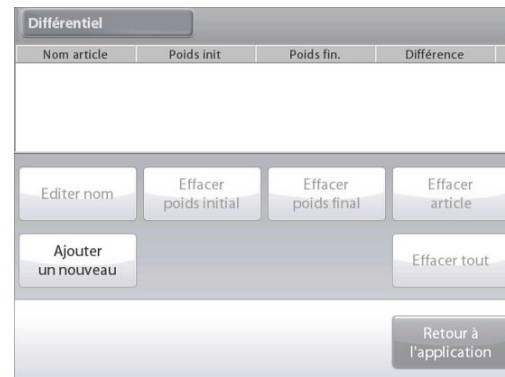 Différentiel
Nom article Poids init Poids fin. Différence
Editer nom
Effacer
poids initial
Effacer
poids final
Effacer
article
Ajouter
un nouveau
Effacer tout
Retour à
l'application